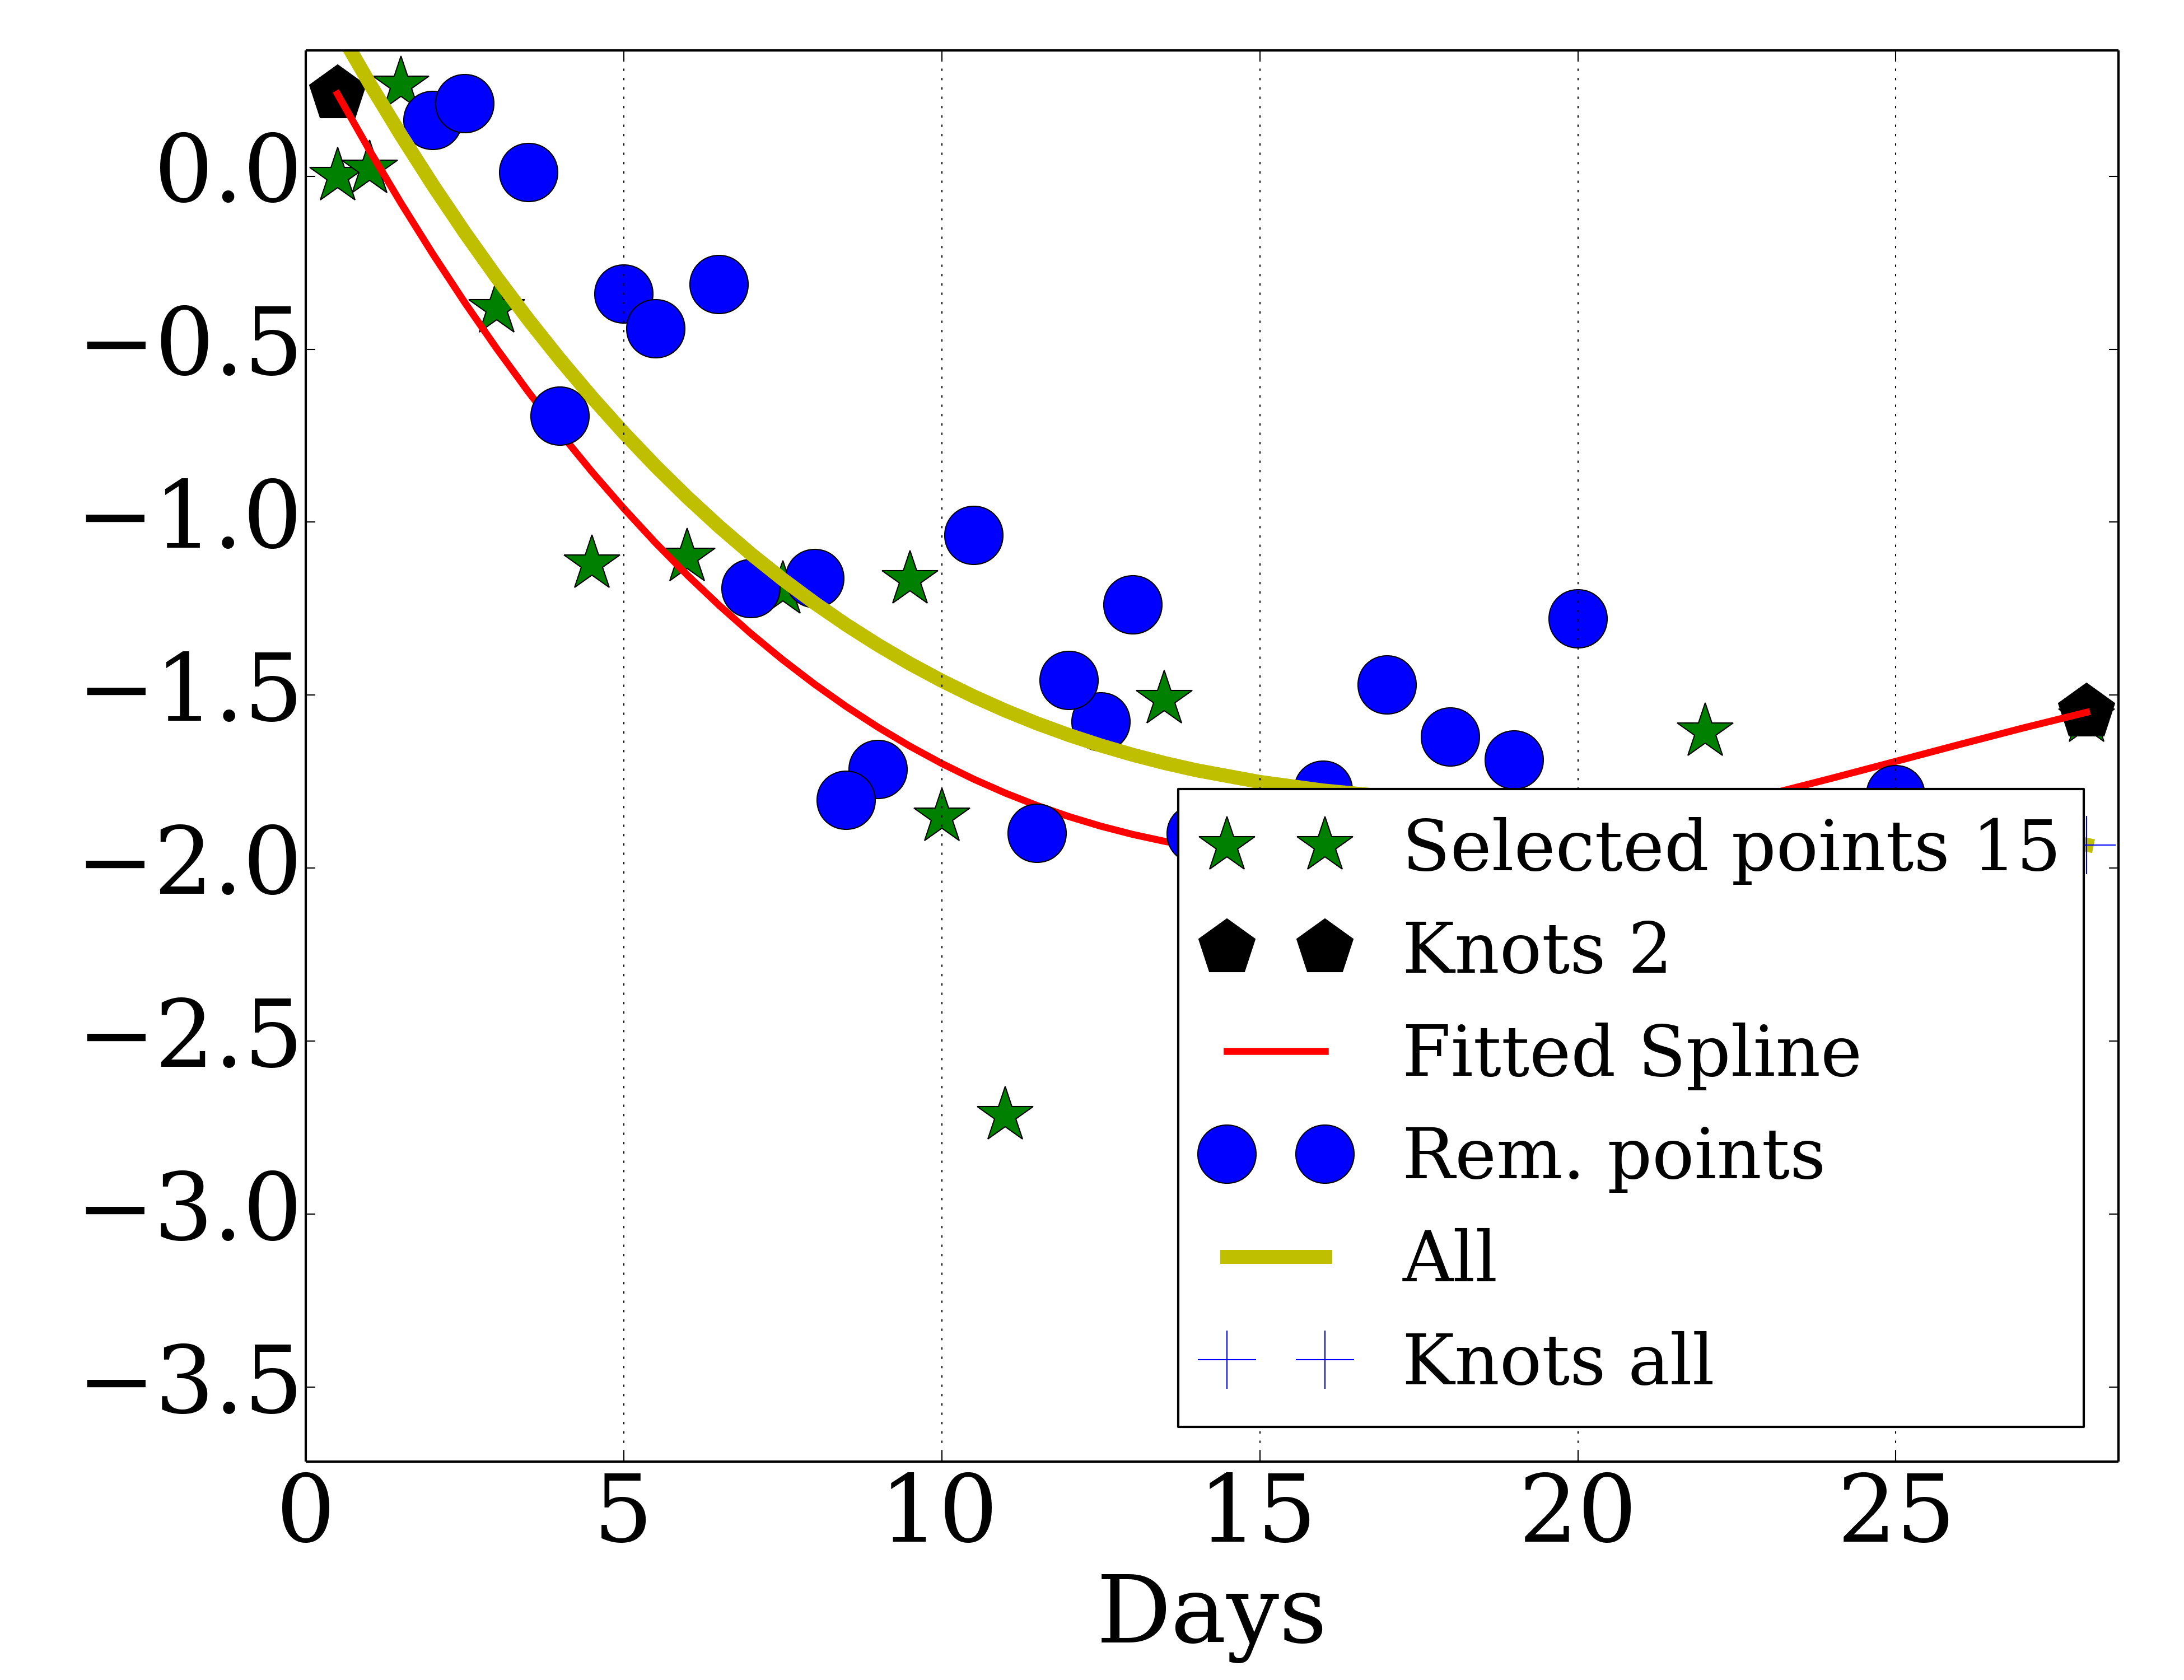 0.0
−0.5
−1.0
−1.5
−2.0
−2.5
−3.0
−3.5
Selected points 15
Knots 2
Fitted Spline
Rem. points
All
Knots all
0 5 10 15 20 25
Days